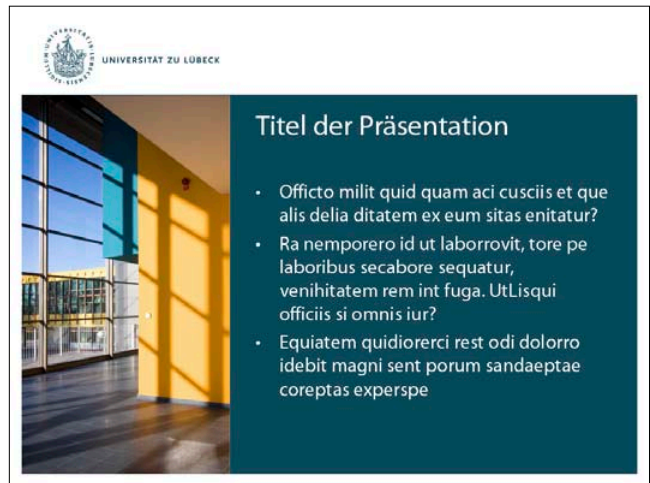 UNIVERSITÄT ZU LÜBECK
Titel der Präsentation
• Officto milit quid quam aci cusciis et que
alis delia ditatem ex eum sitas enitatur?
• Ra nemporero id ut laborrovit, tore pe
laboribus secabore sequatur,
venihitatem rem int fuga. UtLisqui
officiis si omnis iur?
• Equiatem quidiorerci rest odi dolorro
idebit magni sent porum sandaeptae
coreptas experspe